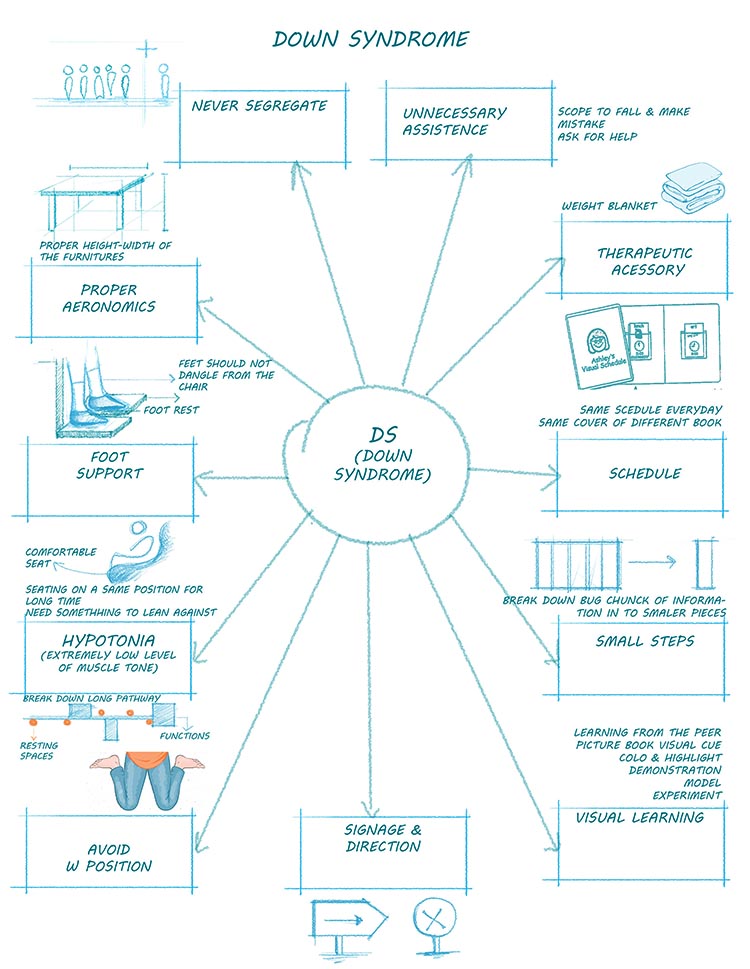 DOWN SYNDROME
NEVER SEGREGATE
UNNECESSARY
ASSISTENCE
SCOPE TO FALL & MAKE
MISTAKE
ASK FOR HELP
PROPER HEIGHT-WIDTH OF
THE FURNITURES
PROPER
AERONOMICS
WEIGHT BLANKET
THERAPEUTIC
ACESSORY
Ashley's
Visual Schedule
FEET SHOULD NOT
DANGLE FROM THE
CHAIR
FOOT REST
FOOT
SUPPORT
DS
(DOWN
SYNDROME)
SAME SCEDULE EVERYDAY
SAME COVER OF DIFFERENT BOOK
SCHEDULE
COMFORTABLE
SEAT
SEATING ON A SAME POSITION FOR
LONG TIME
NEED SOMETHHING TO LEAN AGAINST
HYPOTONIA
(EXTREMELY LOW LEVEL
OF MUSCLE TONE)
BREAK DOWN BUG CHUNCK OF INFORMA-
TION IN TO SMALER PIECES
SMALL STEPS
BREAK DOWN LONG PATHWAY
RESTING
SPACES
FUNCTIONS
AVOID
W POSITION
SIGNAGE &
DIRECTION
LEARNING FROM THE PEER
PICTURE BOOK VISUAL CUE
COLO & HIGHLIGHT
DEMONSTRATION
MODEL
EXPERIMENT
VISUAL LEARNING